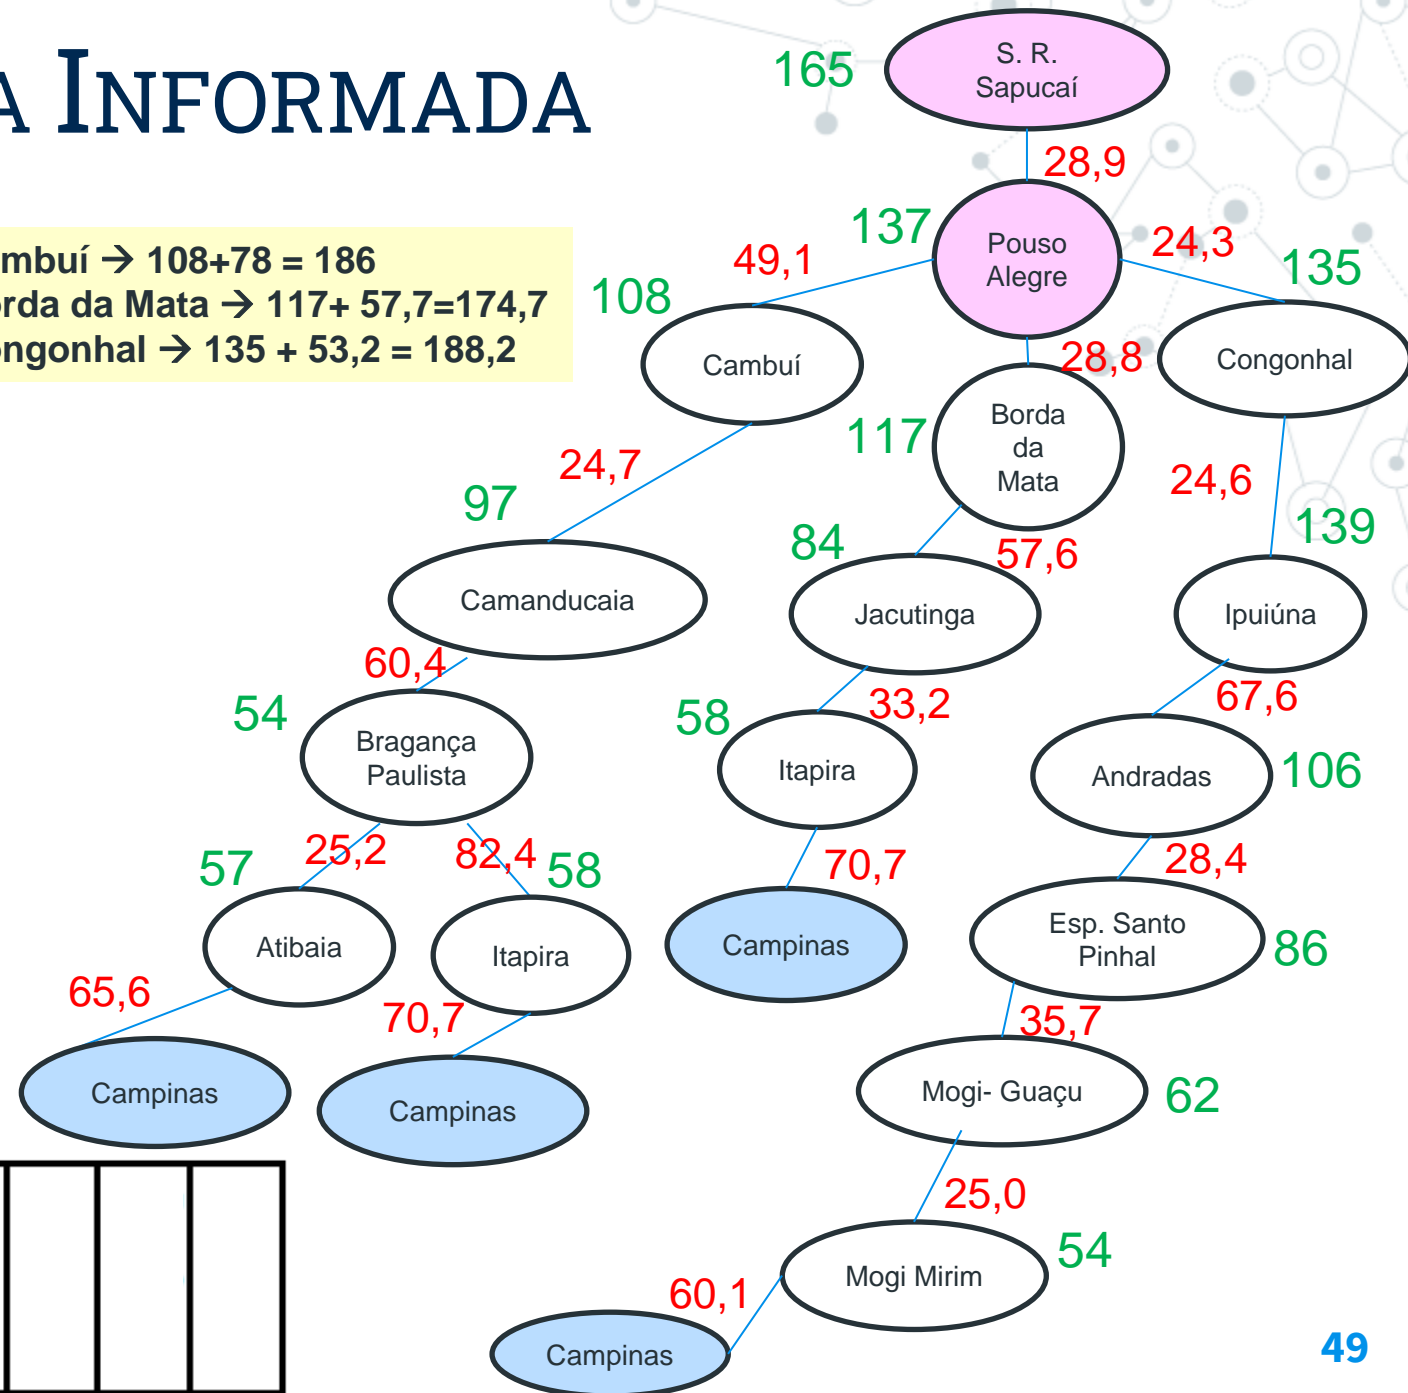 A INFORMADA
mbuí → 108+78 = 186
rda da Mata → 117+ 57,7=174,7
ongonhal → 135 + 53,2 = 188,2
165
S. R.
Sapucaí
28,9
137
Pouso
Alegre
49,1
24,3
135
108
Cambuí
28,8
Congonhal
117
Borda
da
Mata
24,7
24,6
97
84
57,6
139
Camanducaia
Jacutinga
Ipuiúna
60,4
33,2
67,6
54
Bragança
Paulista
58
Itapira
Andradas
106
57
25,2
82,4
58
70,7
28,4
Atibaia
Itapira
Campinas
Esp. Santo
Pinhal
86
65,6
70,7
35,7
Campinas
Campinas
Mogi- Guaçu
62
25,0
Mogi Mirim
54
60,1
Campinas
49